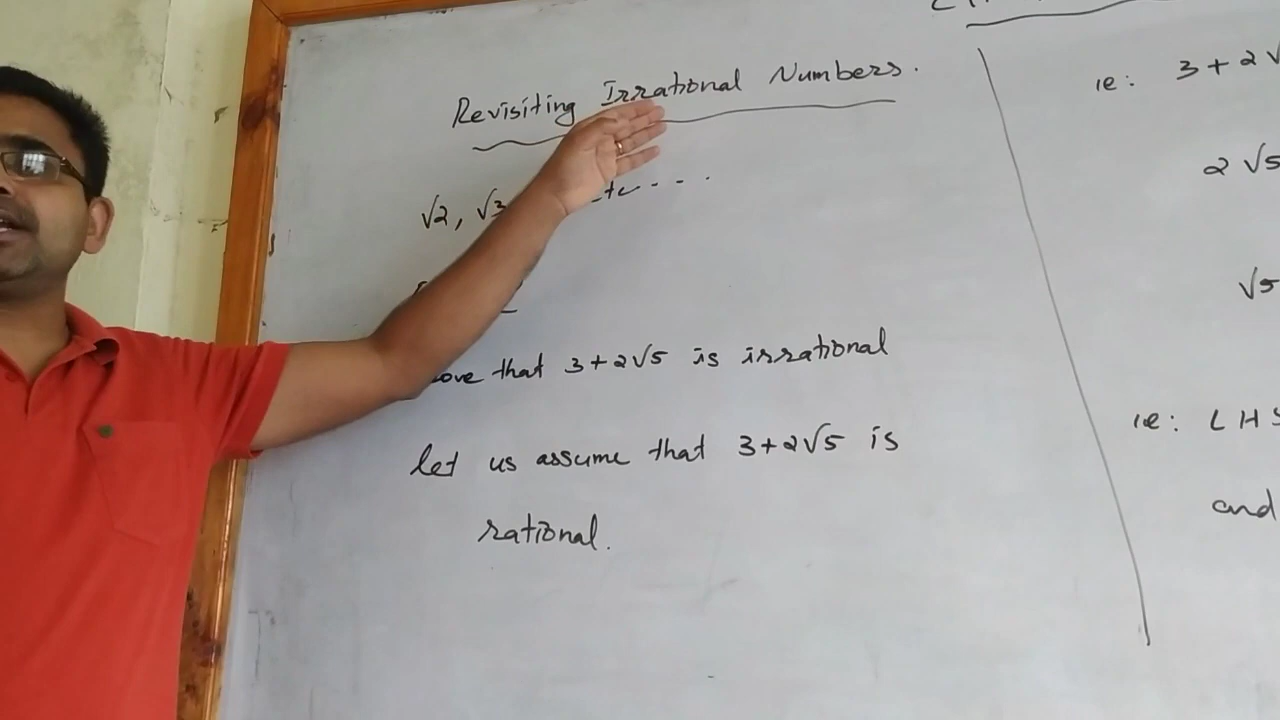 Revisiting Irrational Numbers.
√2, √3
that 3+2√5 is irrational
let us assume that 3+2√5 is
rational.
ie: 3+2√
2√5
√5
ie: LHS
and